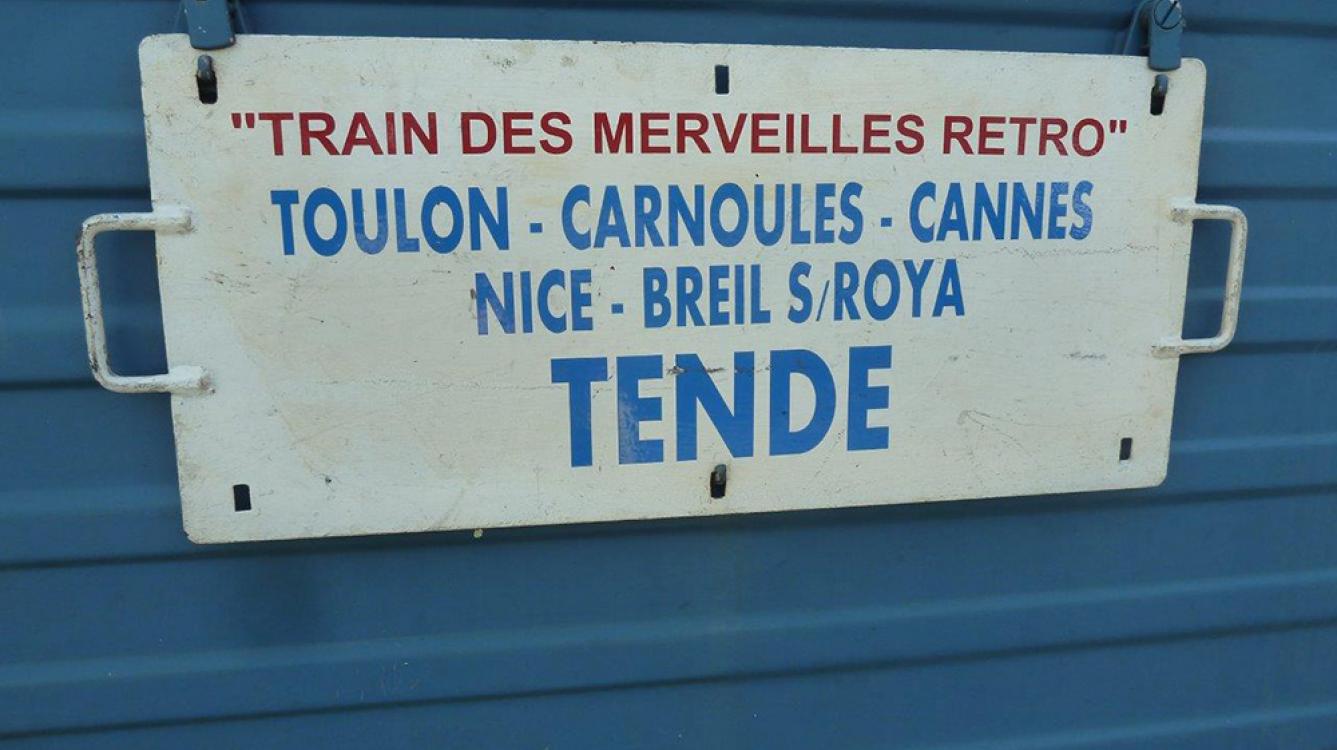 "TRAIN DES MERVEILLES RETRO"
TOULON - CARNOULES - CANNES
NICE - BREIL S/ROYA
TENDE